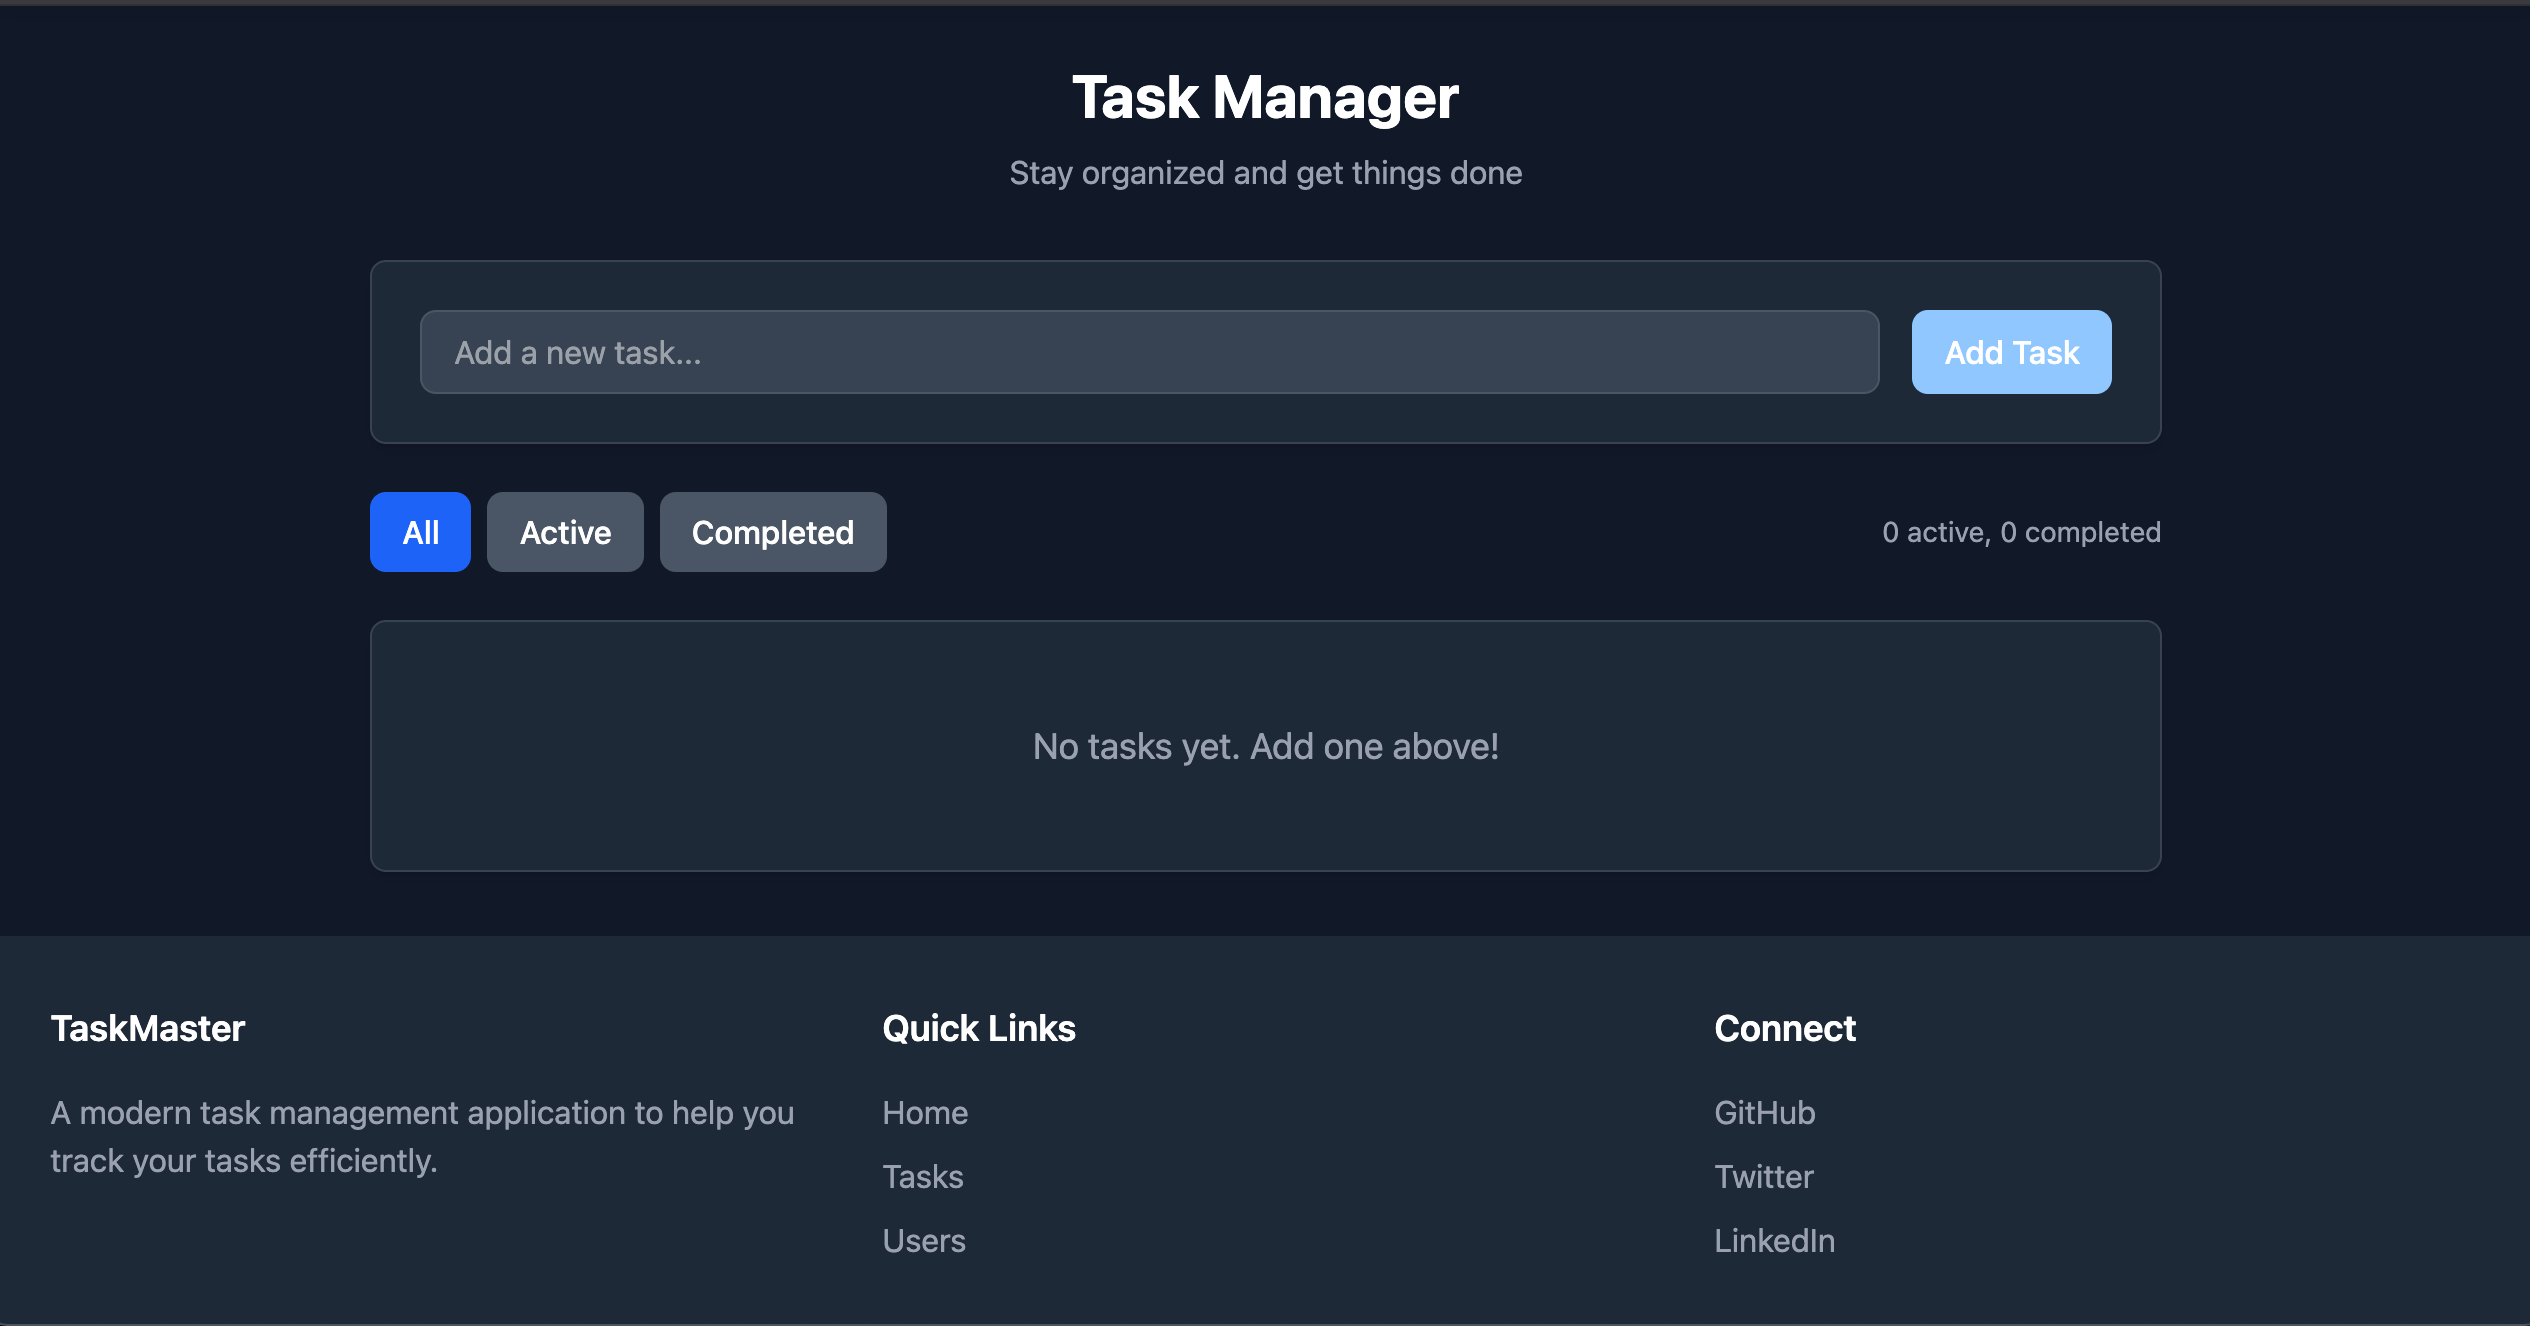 Task Manager
Stay organized and get things done
Add a new task...
Add Task
All
Active
Completed
0 active, 0 completed
No tasks yet. Add one above!
TaskMaster
A modern task management application to help you
track your tasks efficiently.
Quick Links
Home
Tasks
Users
Connect
GitHub
Twitter
LinkedIn